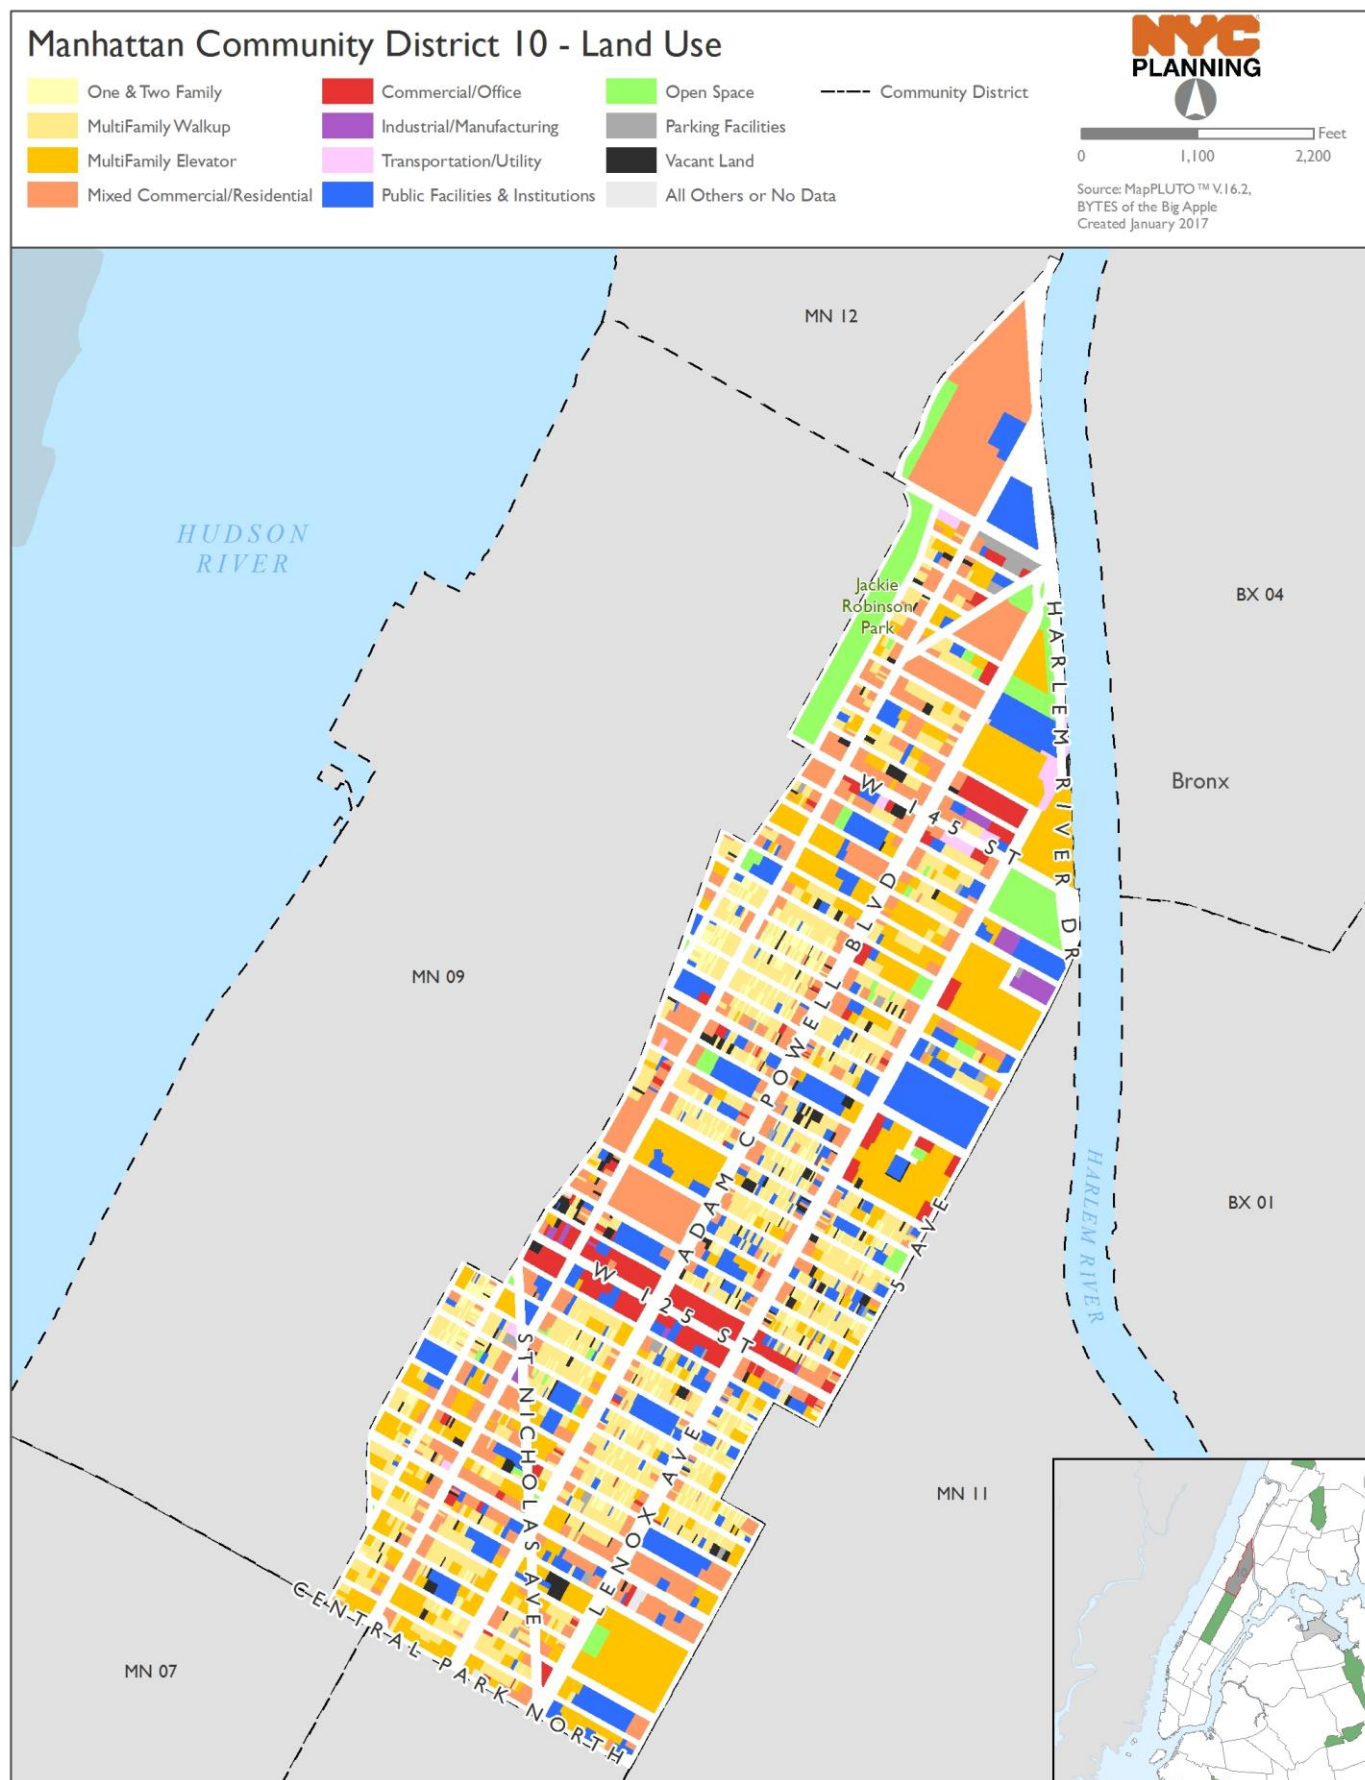 Manhattan Community District 10 - Land Use
One & Two Family
MultiFamily Walkup
MultiFamily Elevator
Mixed Commercial/Residential
Commercial/Office
Industrial/Manufacturing
Transportation/Utility
Public Facilities & Institutions
Open Space
Parking Facilities
Vacant Land
All Others or No Data
Community District
NYC
PLANNING
Feet
0 1,100 2,200
Source: MapPLUTO™ V.16.2,
BYTES of the Big Apple
Created January 2017
MN 12
HUDSON
RIVER
Jackie
Robinson
Park
BX 04
HARLEM RIVER DR
Bronx
W 145 ST
MN 09
ADAM C POWELL BLVD
HARLEM RIVER
BX 01
5 AVE
W 125 ST
ST NICHOLAS AVE
LENOX AVE
MN 11
CENTRAL PARK NORTH
MN 07